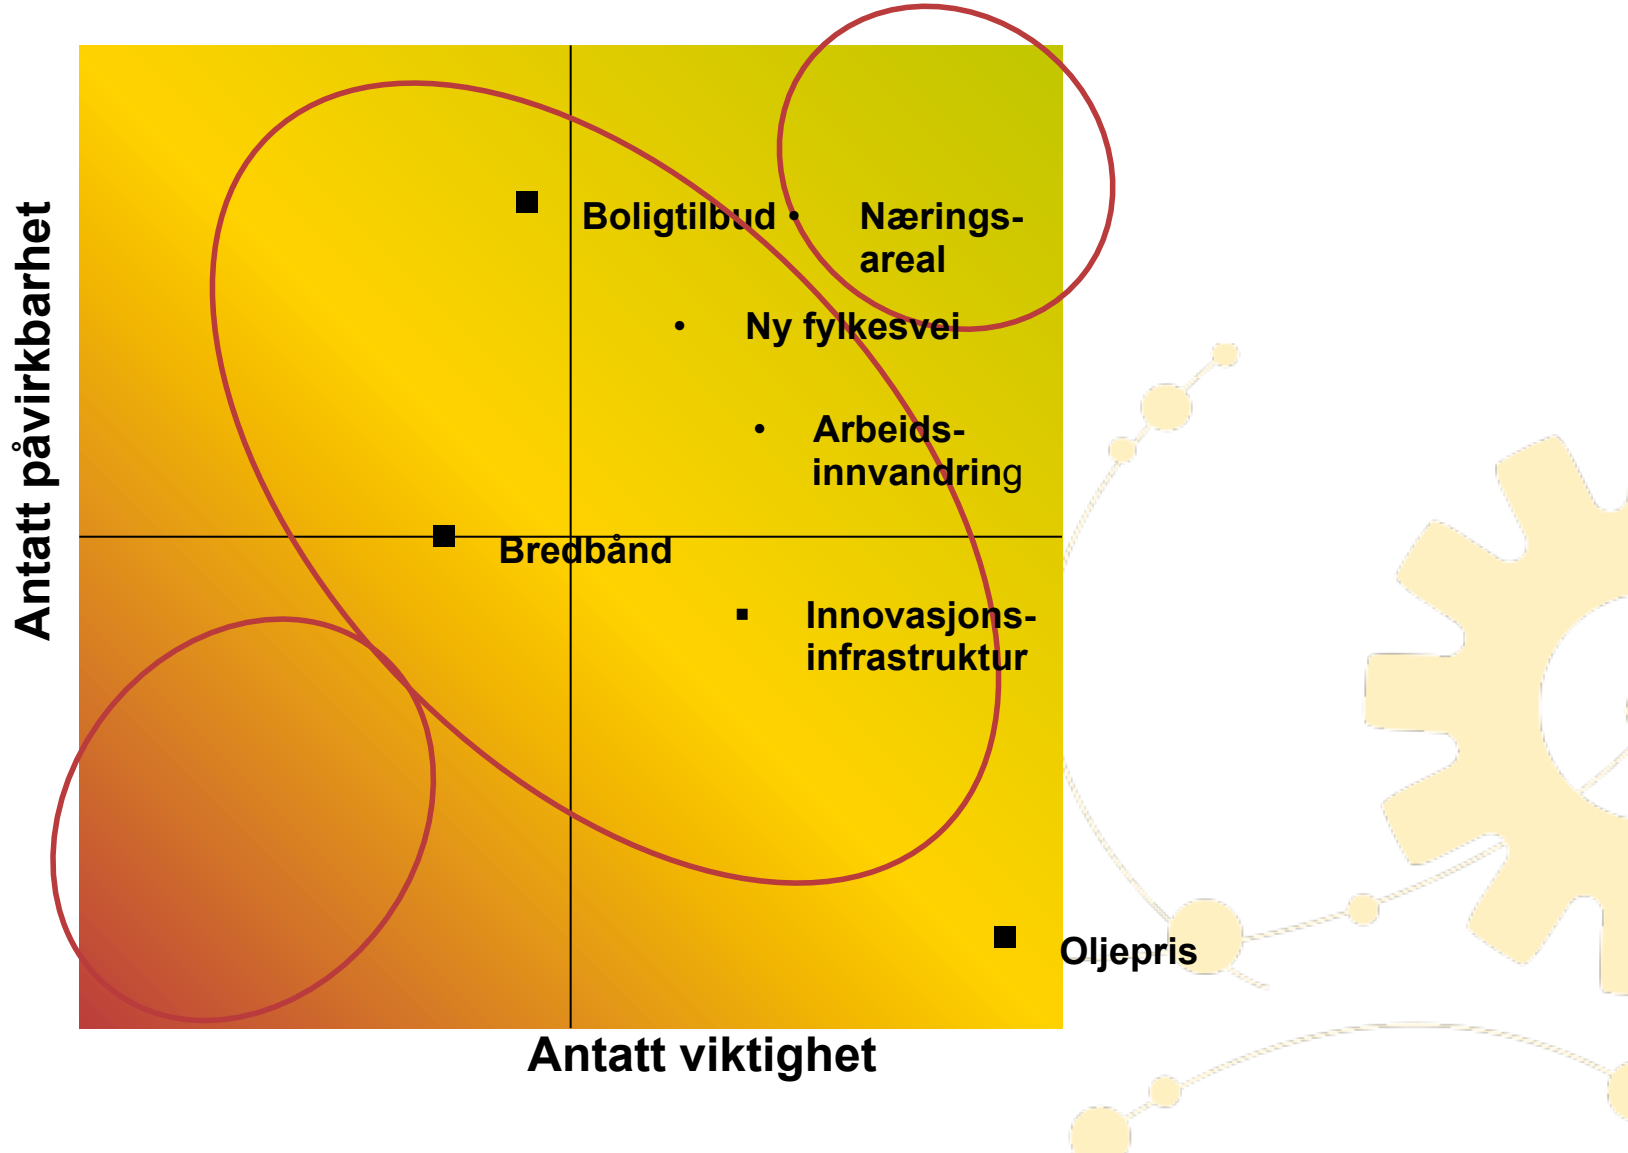 Antatt påvirkbarhet
■ Boligtilbud
• Nærings-
areal
• Ny fylkesvei
• Arbeids-
innvandring
■ Bredbånd
▪ Innovasjons-
infrastruktur
■ Oljepris
Antatt viktighet